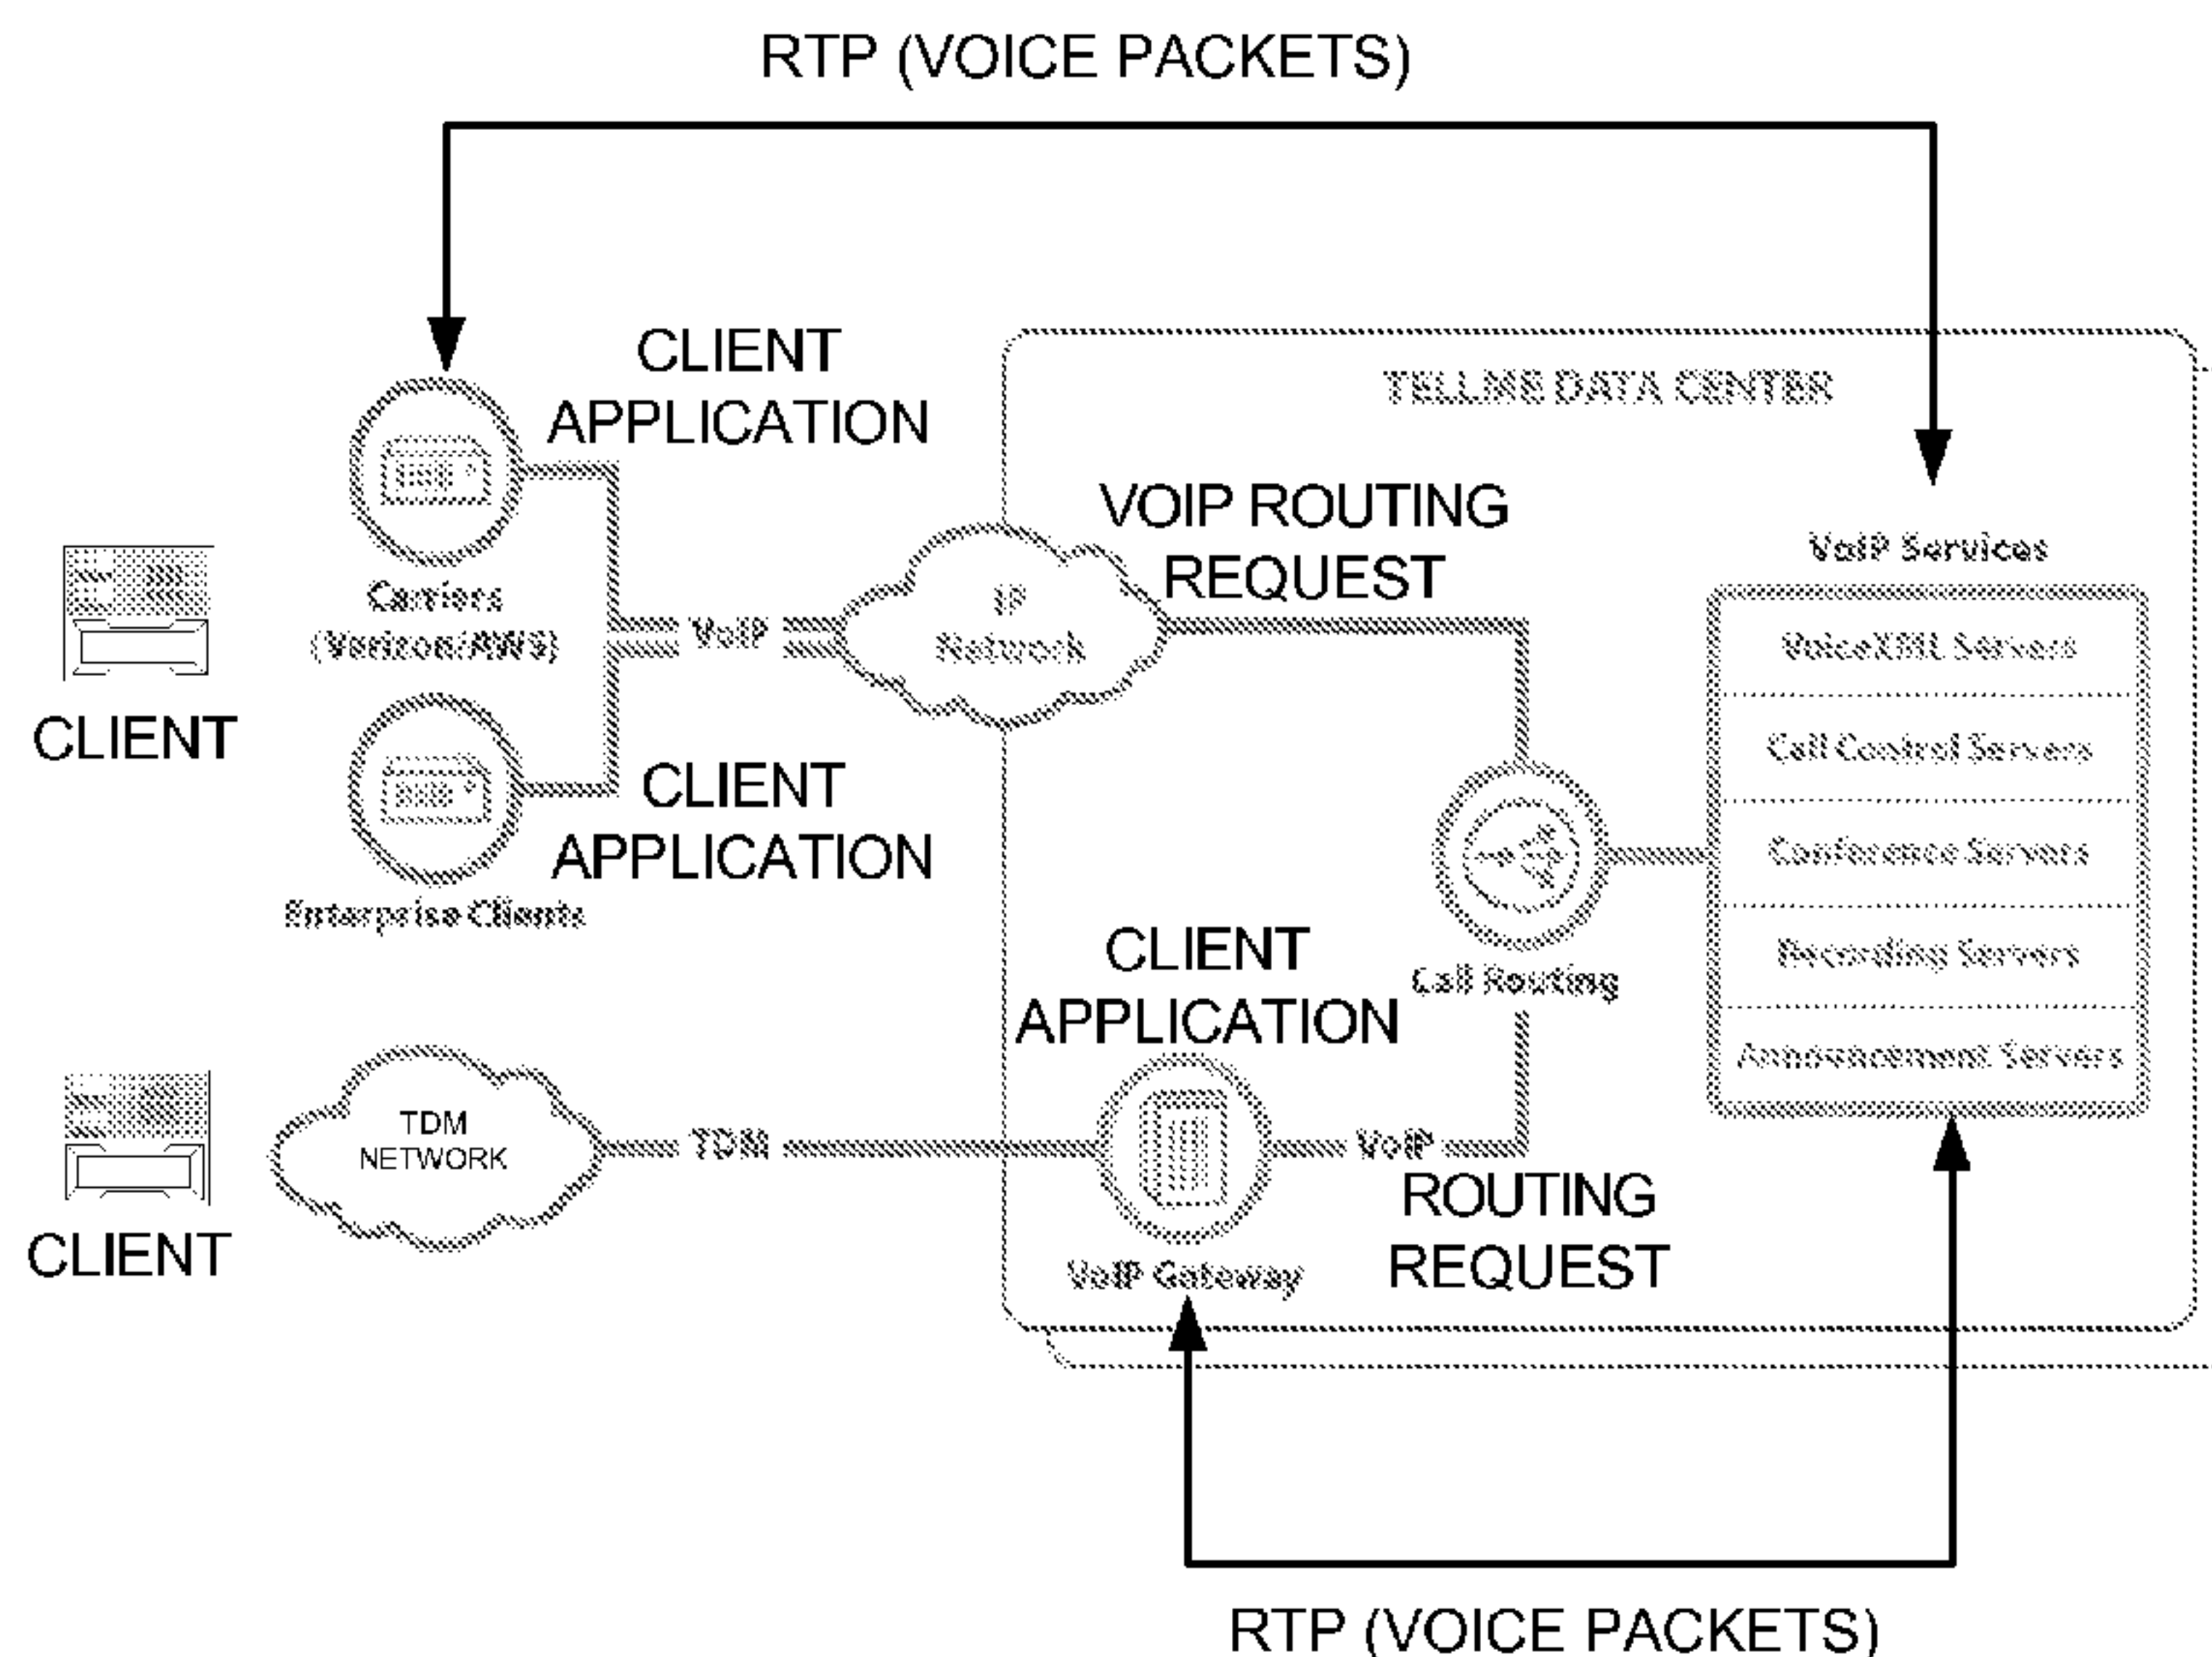 RTP (VOICE PACKETS)
CLIENT
APPLICATION
TELLME DATA CENTER
VOIP ROUTING
REQUEST
VoIP Services
Carriers
(Verizon/AWS)
CLIENT
VoIP
IP
Network
VoiceXML Servers
Call Control Servers
Conference Servers
Recording Servers
Announcement Servers
CLIENT
APPLICATION
Enterprise Clients
CLIENT
APPLICATION
Call Routing
TDM
NETWORK
TDM
VoIP
CLIENT
ROUTING
REQUEST
VoIP Gateway
RTP (VOICE PACKETS)